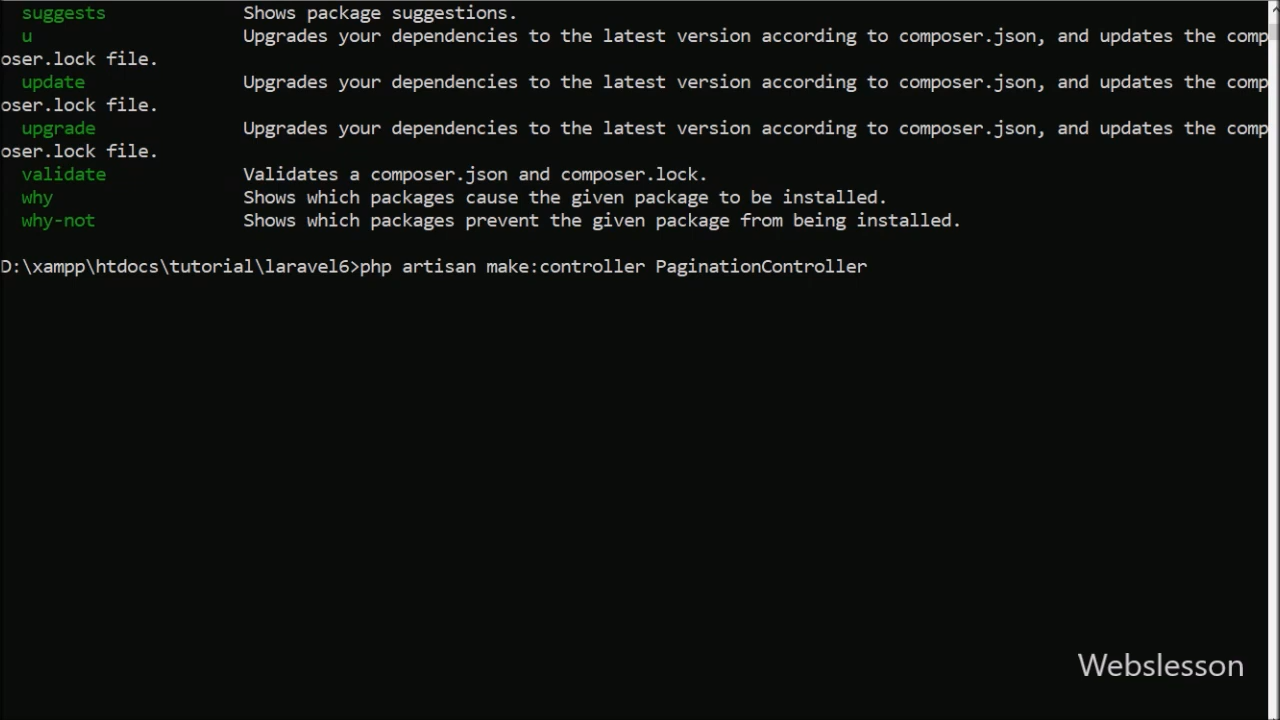 suggests Shows package suggestions.
u Upgrades your dependencies to the latest version according to composer.json, and updates the comp
oser.lock file.
update Upgrades your dependencies to the latest version according to composer.json, and updates the comp
oser.lock file.
upgrade Upgrades your dependencies to the latest version according to composer.json, and updates the comp
oser.lock file.
validate Validates a composer.json and composer.lock.
why Shows which packages cause the given package to be installed.
why-not Shows which packages prevent the given package from being installed.
D:\xampp\htdocs\tutorial\laravel6>php artisan make:controller PaginationController
Webslesson